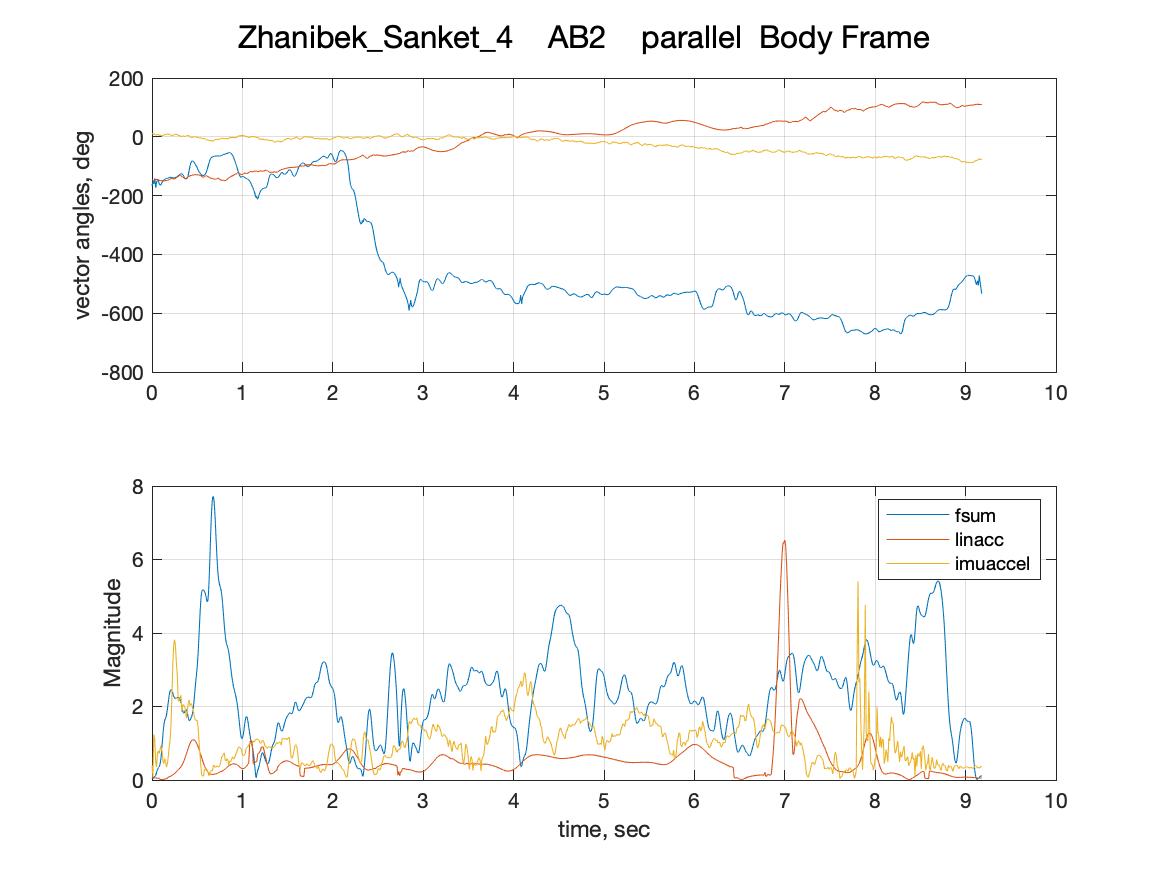 Zhanibek_Sanket_4 AB2 parallel Body Frame
200
0
-200
-400
-600
-800
vector angles, deg
0 1 2 3 4 5 6 7 8 9 10
8
6
4
2
0
Magnitude
fsum
linacc
imuaccel
0 1 2 3 4 5 6 7 8 9 10
time, sec